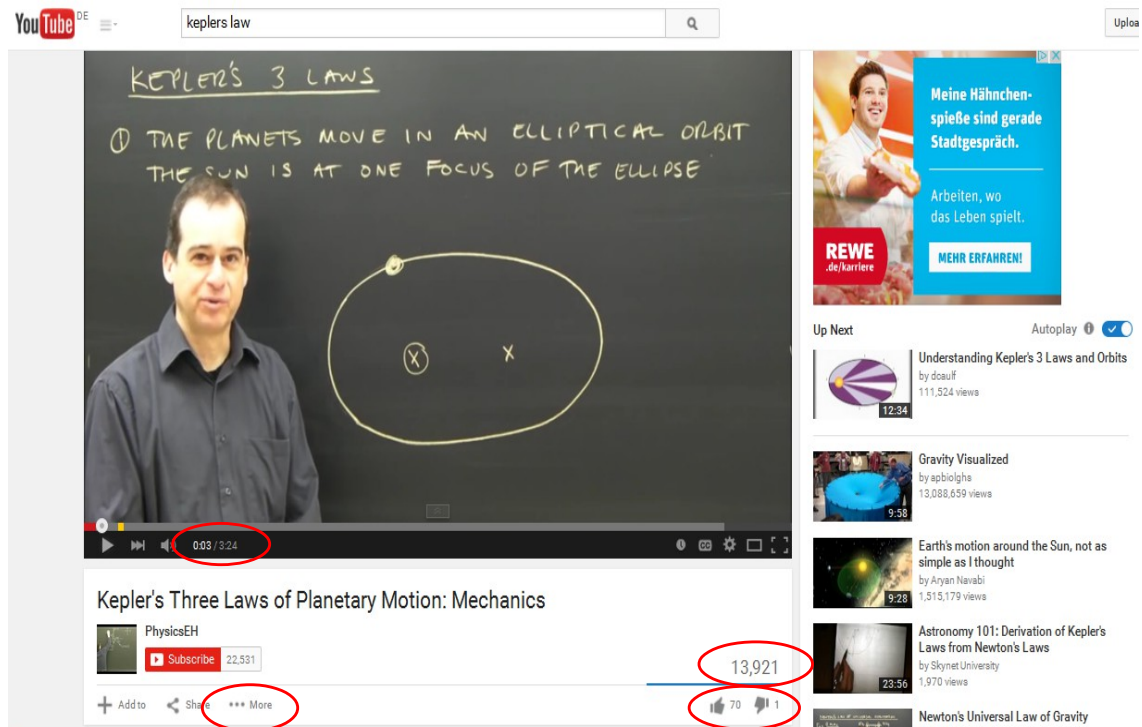 YouTube DE
keplers law
Uploa
KEPLER'S 3 LAWS
① THE PLANETS MOVE IN AN ELLIPTICAL ORBIT
THE SUN IS AT ONE FOCUS OF THE ELLIPSE
X X
0:03 / 3:24
CC
Kepler's Three Laws of Planetary Motion: Mechanics
PhysicsEH
Subscribe 22,531
13,921
Add to Share More 70 1
Meine Hähnchen-
spieße sind gerade
Stadtgespräch.
Arbeiten, wo
das Leben spielt.
REWE
.de/karriere
MEHR ERFAHREN!
Up Next Autoplay
Understanding Kepler's 3 Laws and Orbits
by doaulf
111,524 views
12:34
Gravity Visualized
by apbiolghs
13,088,659 views
9:58
Earth's motion around the Sun, not as
simple as I thought
by Aryan Navabi
1,515,179 views
9:28
Astronomy 101: Derivation of Kepler's
Laws from Newton's Laws
by Skynet University
1,970 views
23:56
Newton's Universal Law of Gravity